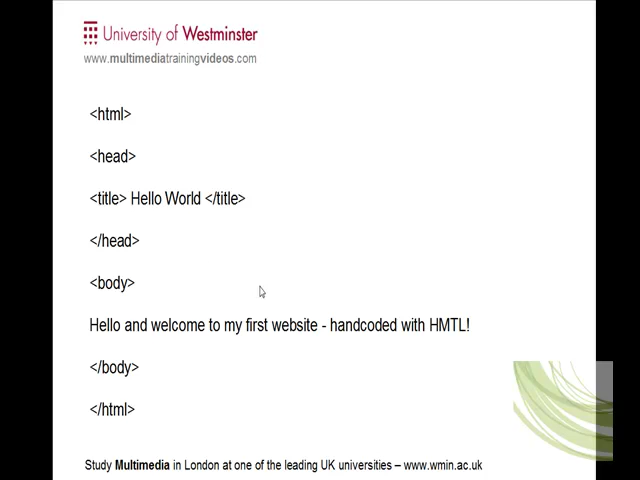 University of Westminster
www.multimediatrainingvideos.com
<html>
<head>
<title> Hello World </title>
</head>
<body>
Hello and welcome to my first website - handcoded with HMTL!
</body>
</html>
Study Multimedia in London at one of the leading UK universities – www.wmin.ac.uk